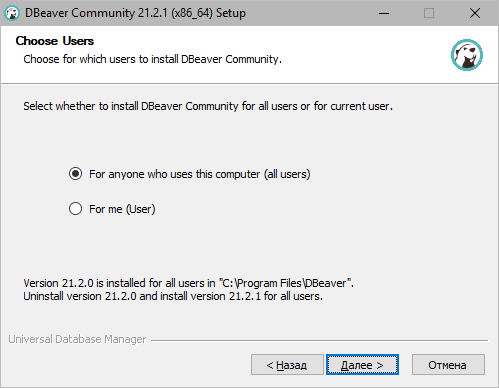 DBeaver Community 21.2.1 (x86_64) Setup
Choose Users
Choose for which users to install DBeaver Community.
Select whether to install DBeaver Community for all users or for current user.
For anyone who uses this computer (all users)
For me (User)
Version 21.2.0 is installed for all users in "C:\Program Files\DBeaver".
Uninstall version 21.2.0 and install version 21.2.1 for all users.
Universal Database Manager
< Назад Далее > Отмена